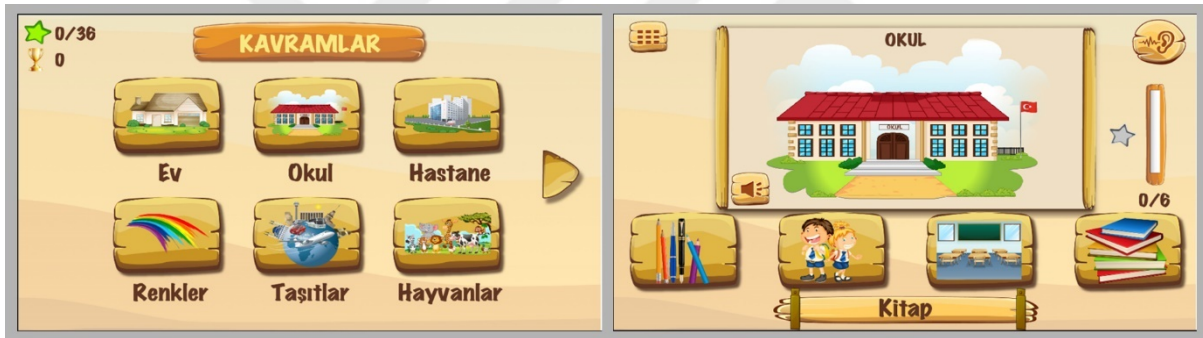 0/36
KAVRAMLAR
0
Ev
Okul
Hastane
Renkler
Taşıtlar
Hayvanlar
OKUL
OKUL
0/6
Kitap